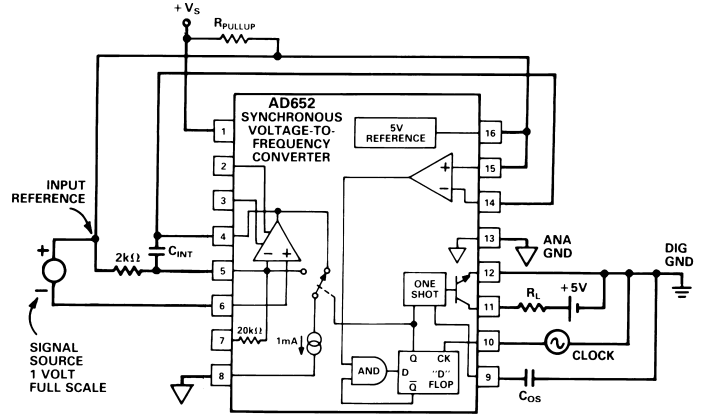 + VS
RPULLUP
AD652
SYNCHRONOUS
VOLTAGE-TO-
FREQUENCY
CONVERTER
5V
REFERENCE
1
2
3
4
5
6
7
8
16
15
14
13
12
11
10
9
+
−
INPUT
REFERENCE
+
−
2kΩ
CINT
SIGNAL
SOURCE
1 VOLT
FULL SCALE
− +
20kΩ
1mA
ONE
SHOT
AND
Q CK
D "D"
FLOP
Q̅
ANA
GND
DIG
GND
RL
+5V
CLOCK
COS